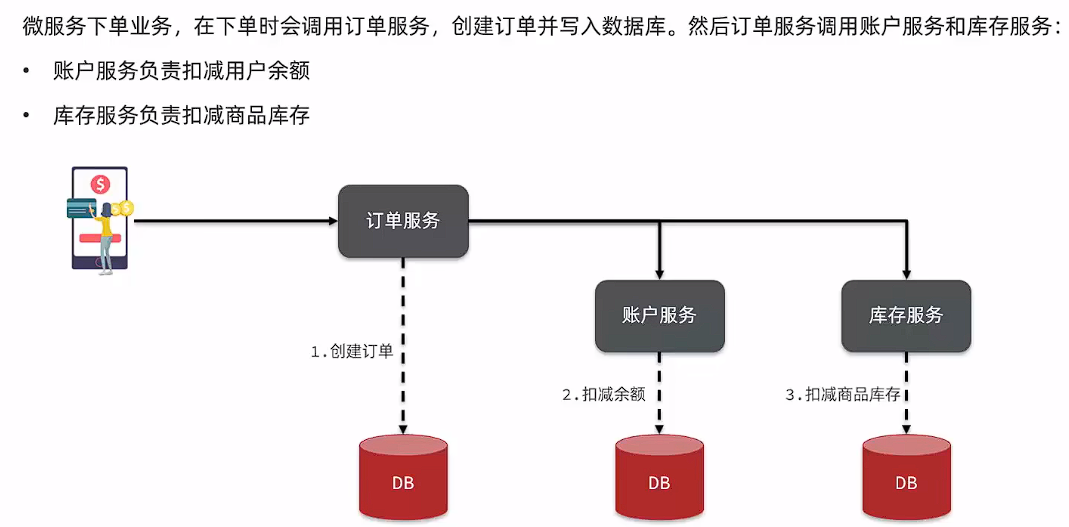 微服务下单业务，在下单时会调用订单服务，创建订单并写入数据库。然后订单服务调用账户服务和库存服务：
• 账户服务负责扣减用户余额
• 库存服务负责扣减商品库存
$
$ $
订单服务
账户服务
库存服务
1.创建订单
2.扣减余额
3.扣减商品库存
DB
DB
DB